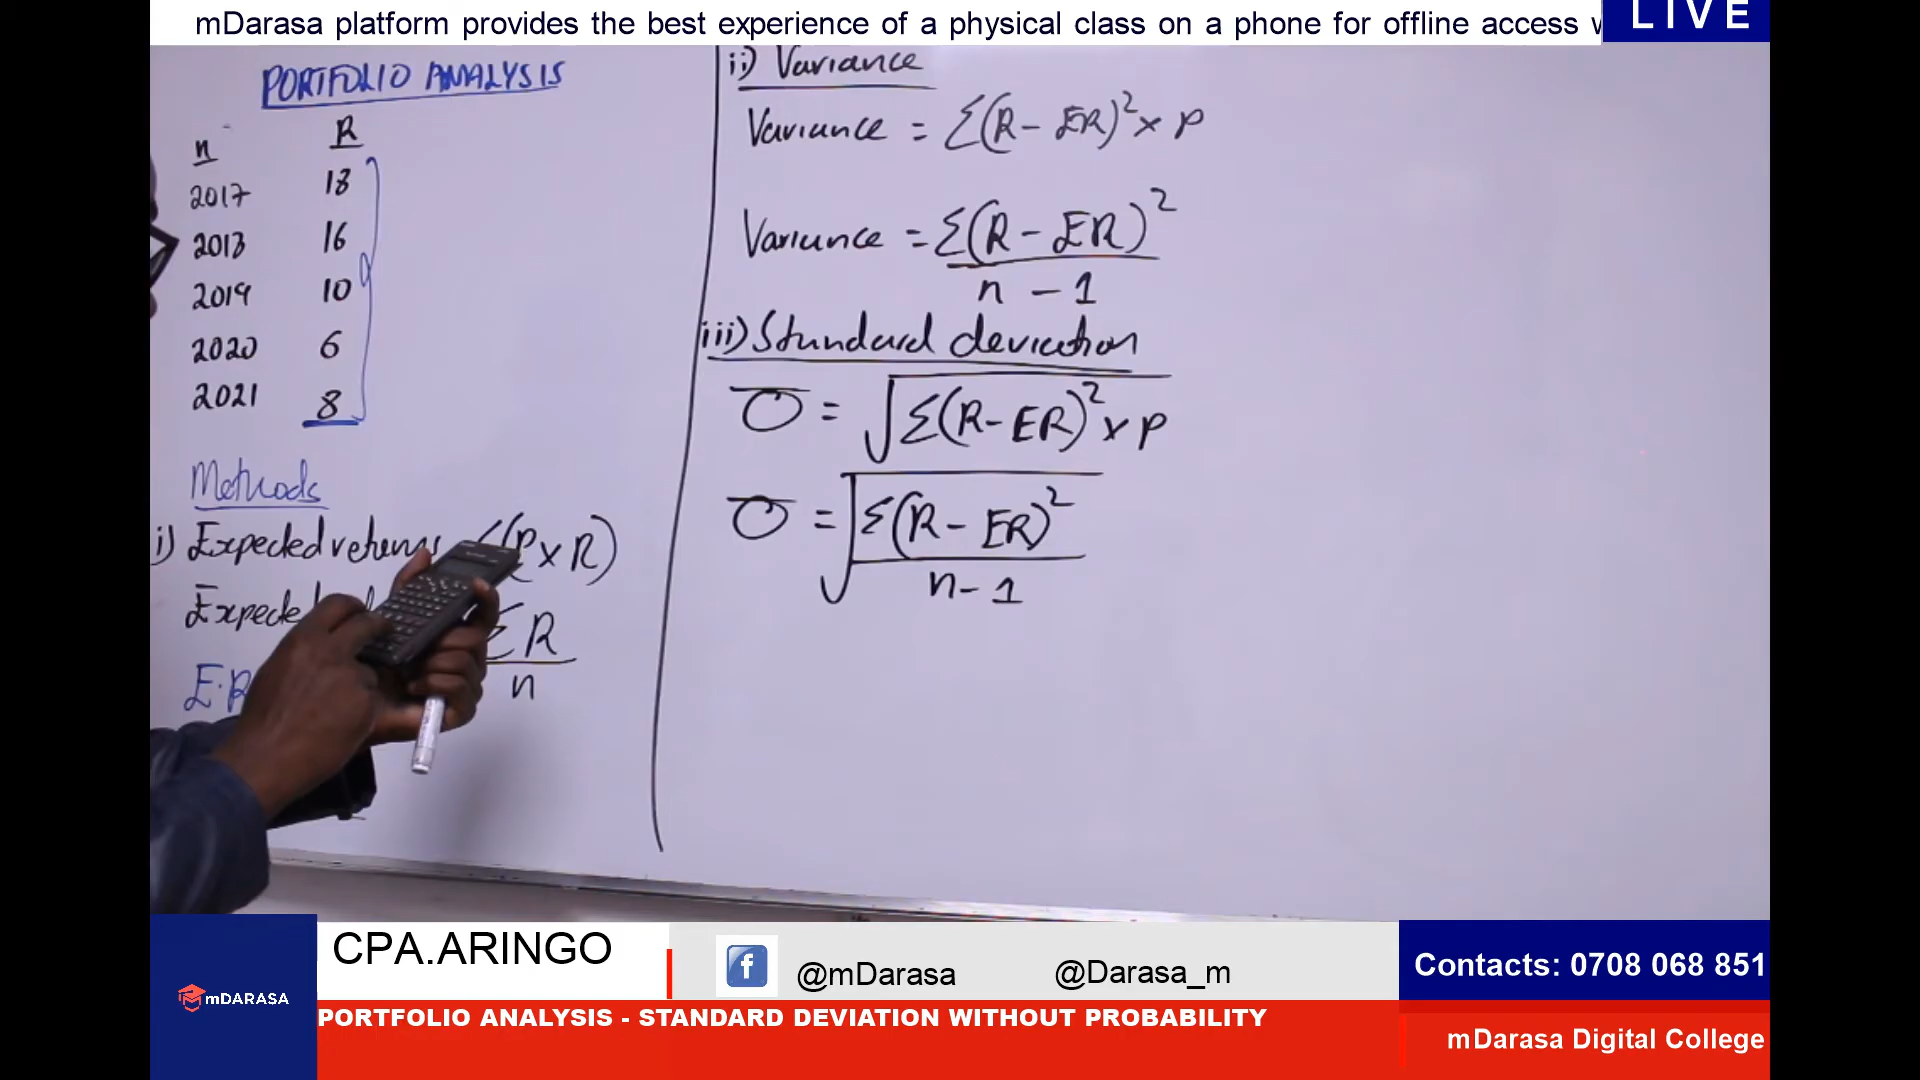 mDarasa platform provides the best experience of a physical class on a phone for offline access
LIVE
PORTFOLIO ANALYSIS
n R
2017 18
2018 16
2019 10
2020 6
2021 8
Methods
i) Expected returns Σ(P x R)
Σ R
n
E.R
ii) Variance
Variance = Σ(R - ER)² x P
Variance = Σ(R - ER)²
n - 1
iii) Standard deviation
σ = √Σ(R - ER)² x P
σ = √Σ(R - ER)²
n - 1
CPA.ARINGO
@mDarasa @Darasa_m
Contacts: 0708 068 851
mDARASA
PORTFOLIO ANALYSIS - STANDARD DEVIATION WITHOUT PROBABILITY
mDarasa Digital College